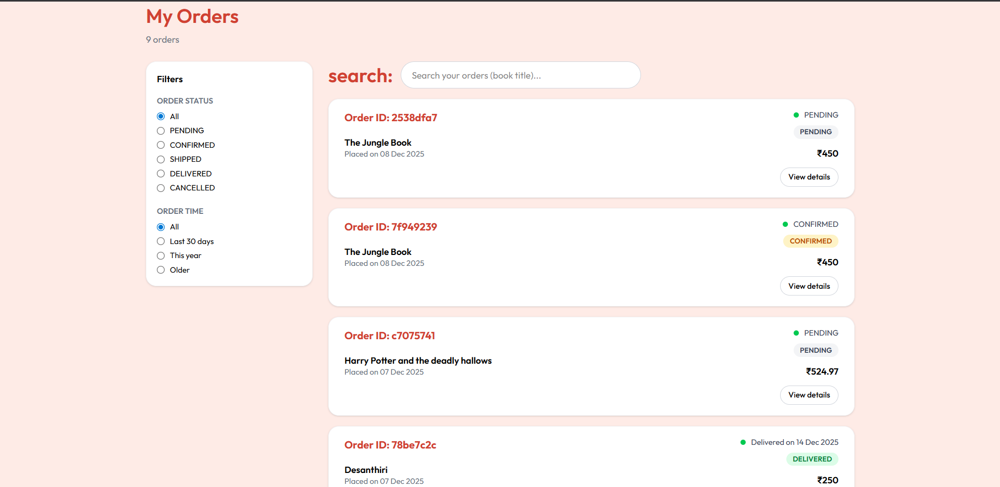 My Orders
9 orders
Filters
ORDER STATUS
All
PENDING
CONFIRMED
SHIPPED
DELIVERED
CANCELLED
ORDER TIME
All
Last 30 days
This year
Older
search: Search your orders (book title)...
Order ID: 2538dfa7
PENDING
PENDING
The Jungle Book
Placed on 08 Dec 2025
₹450
View details
Order ID: 7f949239
CONFIRMED
CONFIRMED
The Jungle Book
Placed on 08 Dec 2025
₹450
View details
Order ID: c7075741
PENDING
PENDING
Harry Potter and the deadly hallows
Placed on 07 Dec 2025
₹524.97
View details
Order ID: 78be7c2c
Delivered on 14 Dec 2025
DELIVERED
Desanthiri
Placed on 07 Dec 2025
₹250